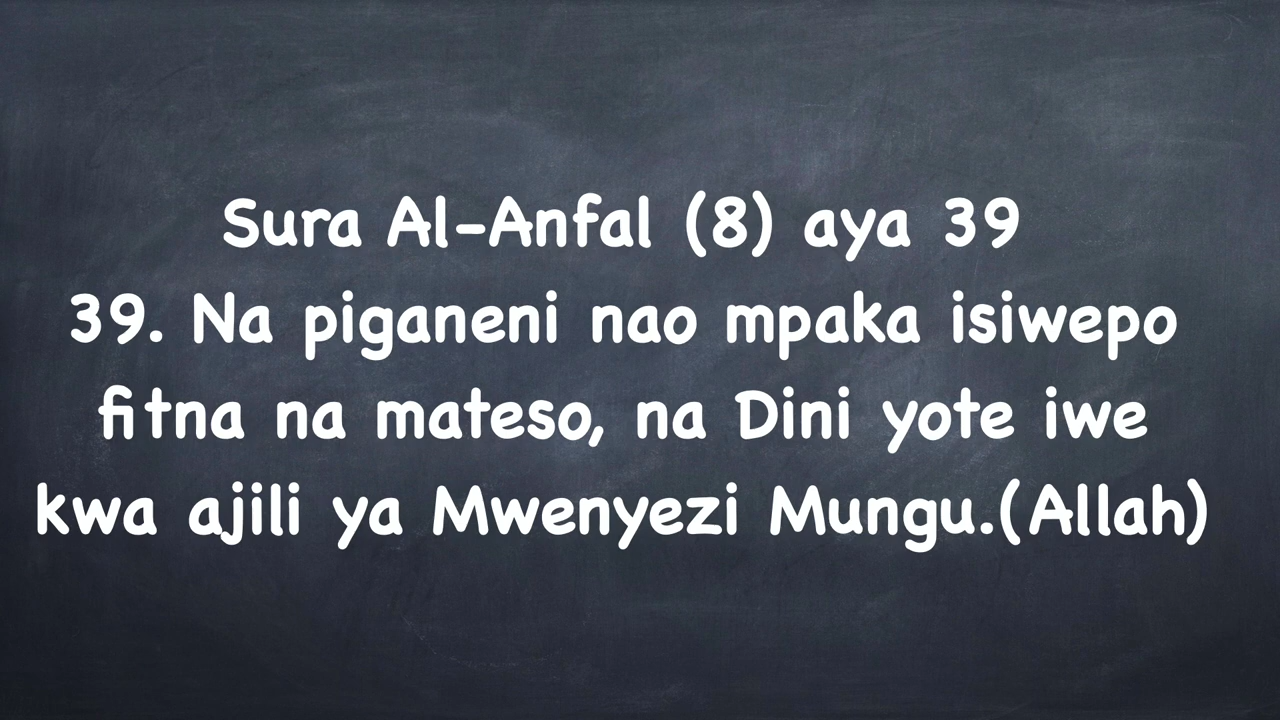 Sura Al-Anfal (8) aya 39
39. Na piganeni nao mpaka isiwepo
fitna na mateso, na Dini yote iwe
kwa ajili ya Mwenyezi Mungu.(Allah)